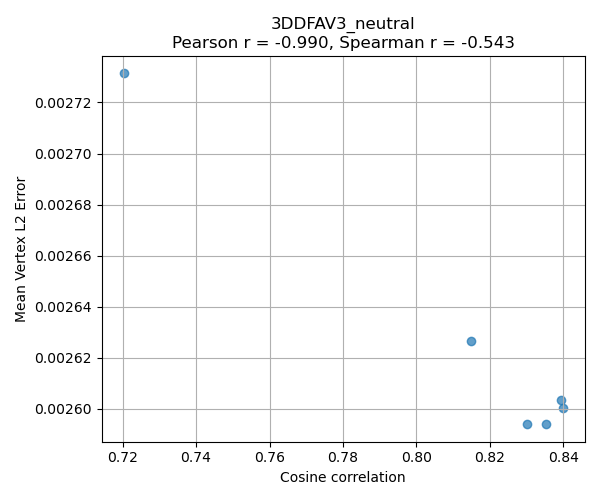 3DDFAV3_neutral
Pearson r = -0.990, Spearman r = -0.543
Mean Vertex L2 Error
0.00272
0.00270
0.00268
0.00266
0.00264
0.00262
0.00260
0.72 0.74 0.76 0.78 0.80 0.82 0.84
Cosine correlation